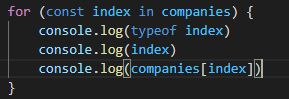 for (const index in companies) {
    console.log(typeof index)
    console.log(index)
    console.log(companies[index])
}